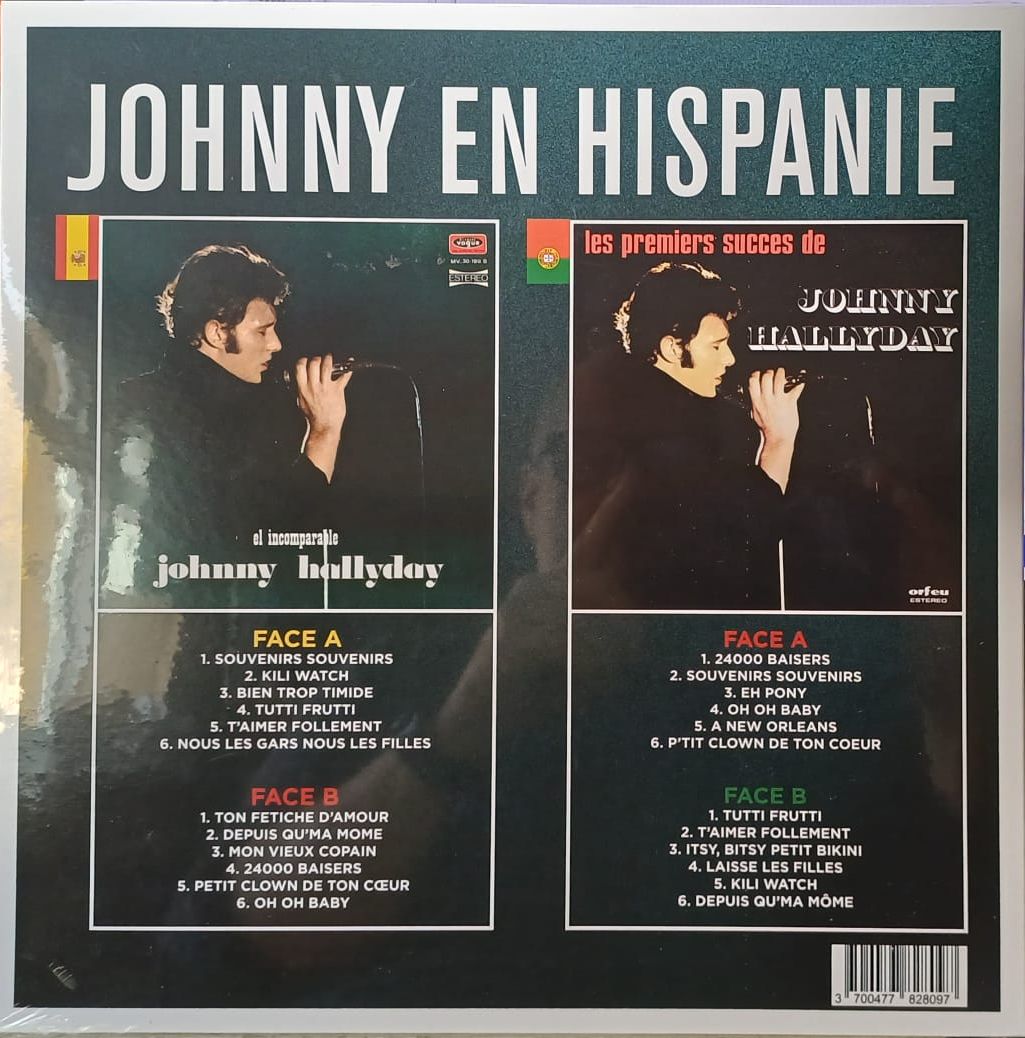 JOHNNY EN HISPANIE
VOGUE
MV. 30-189 S
ESTEREO
el incomparable
johnny hallyday
FACE A
1. SOUVENIRS SOUVENIRS
2. KILI WATCH
3. BIEN TROP TIMIDE
4. TUTTI FRUTTI
5. T'AIMER FOLLEMENT
6. NOUS LES GARS NOUS LES FILLES
FACE B
1. TON FETICHE D'AMOUR
2. DEPUIS QU'MA MOME
3. MON VIEUX COPAIN
4. 24000 BAISERS
5. PETIT CLOWN DE TON CŒUR
6. OH OH BABY
les premiers succes de
JOHNNY
HALLYDAY
orfeu
ESTEREO
FACE A
1. 24000 BAISERS
2. SOUVENIRS SOUVENIRS
3. EH PONY
4. OH OH BABY
5. A NEW ORLEANS
6. P'TIT CLOWN DE TON COEUR
FACE B
1. TUTTI FRUTTI
2. T'AIMER FOLLEMENT
3. ITSY, BITSY PETIT BIKINI
4. LAISSE LES FILLES
5. KILI WATCH
6. DEPUIS QU'MA MÔME
3 700477 828097